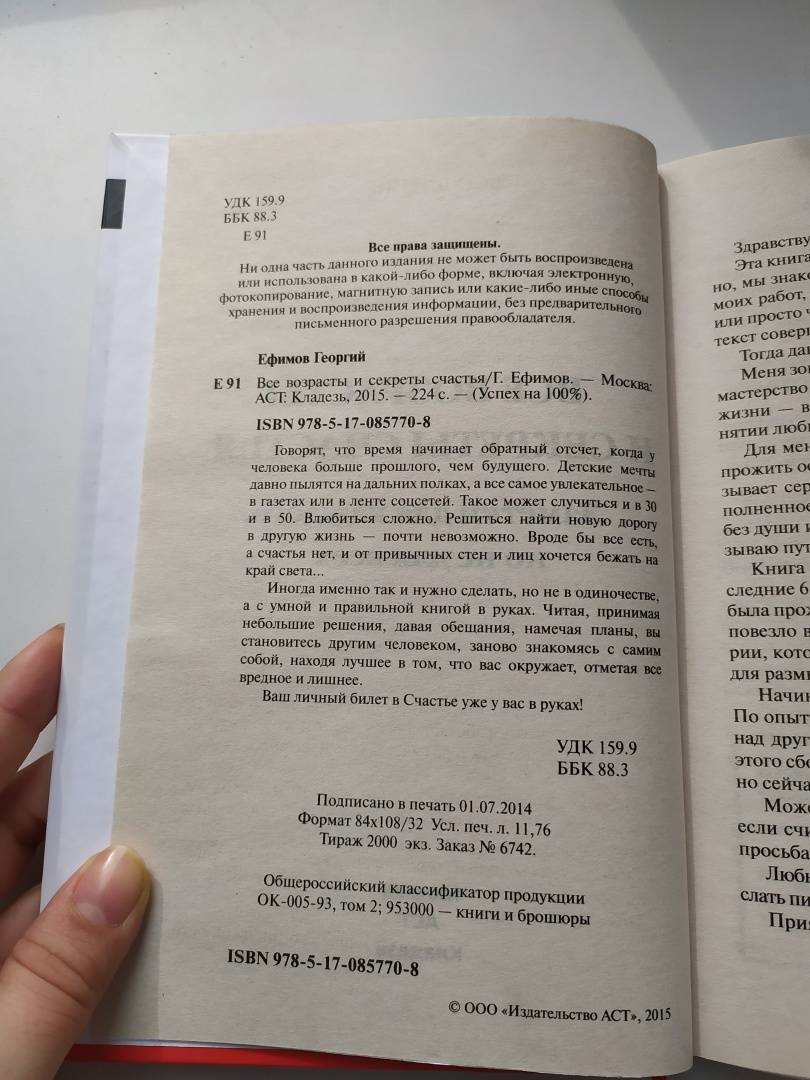 УДК 159.9
ББК 88.3
Е 91
Все права защищены.
Ни одна часть данного издания не может быть воспроизведена
или использована в какой-либо форме, включая электронную,
фотокопирование, магнитную запись или какие-либо иные способы
хранения и воспроизведения информации, без предварительного
письменного разрешения правообладателя.
Ефимов Георгий
Е 91 Все возрасты и секреты счастья/Г. Ефимов. — Москва:
АСТ: Кладезь, 2015. — 224 с. — (Успех на 100%).
ISBN 978-5-17-085770-8
Говорят, что время начинает обратный отсчет, когда у
человека больше прошлого, чем будущего. Детские мечты
давно пылятся на дальних полках, а все самое увлекательное —
в газетах или в ленте соцсетей. Такое может случиться и в 30
и в 50. Влюбиться сложно. Решиться найти новую дорогу
в другую жизнь — почти невозможно. Вроде бы все есть,
а счастья нет, и от привычных стен и лиц хочется бежать на
край света...
Иногда именно так и нужно сделать, но не в одиночестве,
а с умной и правильной книгой в руках. Читая, принимая
небольшие решения, давая обещания, намечая планы, вы
становитесь другим человеком, заново знакомясь с самим
собой, находя лучшее в том, что вас окружает, отметая все
вредное и лишнее.
Ваш личный билет в Счастье уже у вас в руках!
УДК 159.9
ББК 88.3
Подписано в печать 01.07.2014
Формат 84х108/32 Усл. печ. л. 11,76
Тираж 2000 экз. Заказ № 6742.
Общероссийский классификатор продукции
ОК-005-93, том 2; 953000 — книги и брошюры
ISBN 978-5-17-085770-8
© ООО «Издательство АСТ», 2015
Здравству
Эта книга
но, мы знако
моих работ,
или просто ч
текст соверш
Тогда дав
Меня зов
мастерство
жизни — в
нятии любв
Для мен
прожить ос
зывает сер
полненное
без души и
зываю пут
Книга
следние 6
была прож
повезло в
рии, кото
для размы
Начин
По опыт
над друг
этого сбо
но сейча
Може
если счи
просьба
Любы
слать пи
Прия